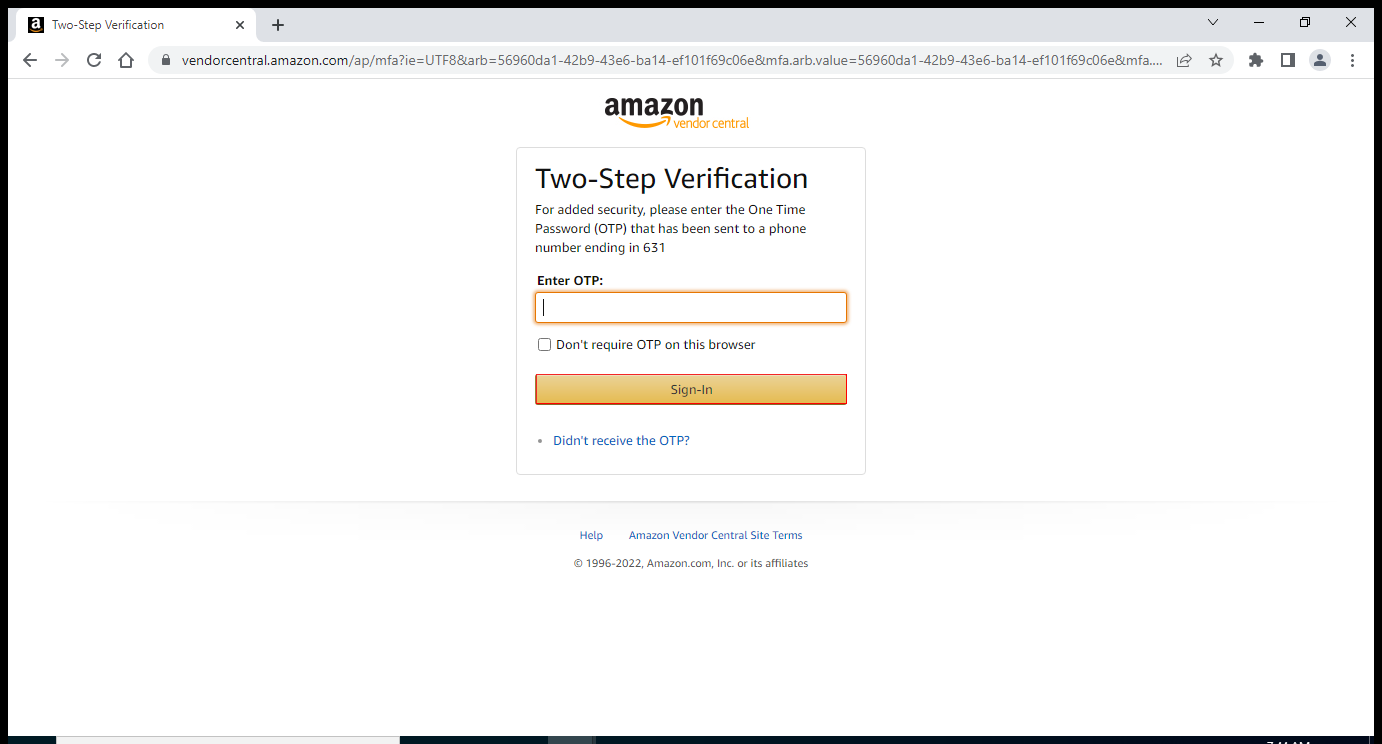 Two-Step Verification
vendorcentral.amazon.com/ap/mfa?ie=UTF8&arb=56960da1-42b9-43e6-ba14-ef101f69c06e&mfa.arb.value=56960da1-42b9-43e6-ba14-ef101f69c06e&mfa....
amazon
vendor central
Two-Step Verification
For added security, please enter the One Time
Password (OTP) that has been sent to a phone
number ending in 631
Enter OTP:
Don't require OTP on this browser
Sign-In
Didn't receive the OTP?
Help Amazon Vendor Central Site Terms
© 1996-2022, Amazon.com, Inc. or its affiliates